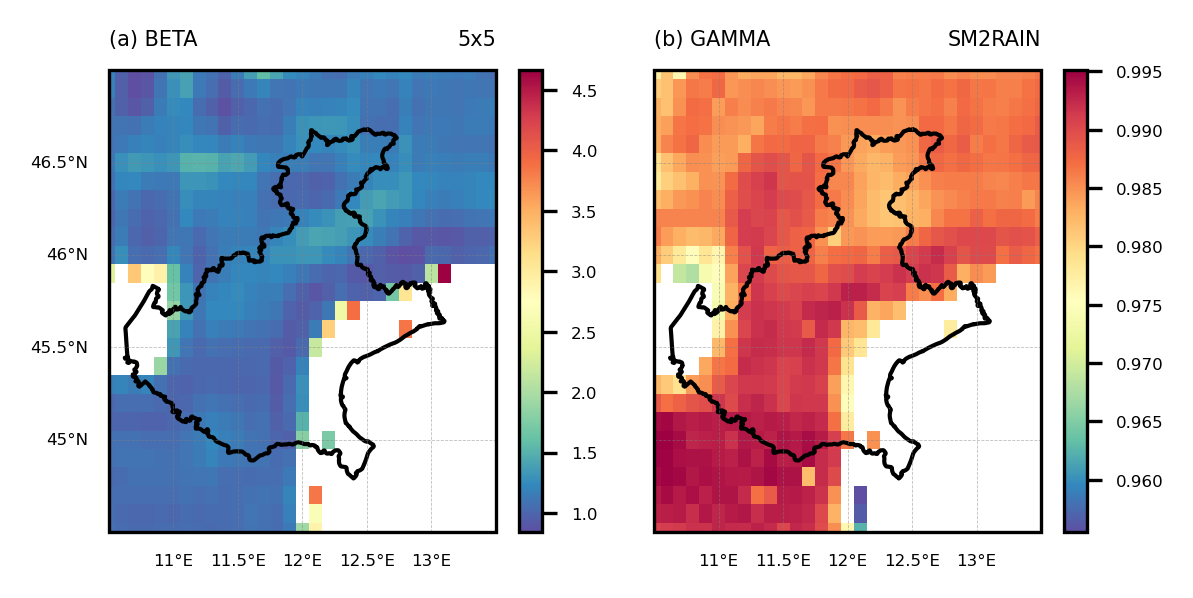 (a) BETA 5x5
(b) GAMMA SM2RAIN
46.5°N
46°N
45.5°N
45°N
11°E 11.5°E 12°E 12.5°E 13°E
4.5
4.0
3.5
3.0
2.5
2.0
1.5
1.0
11°E 11.5°E 12°E 12.5°E 13°E
0.995
0.990
0.985
0.980
0.975
0.970
0.965
0.960